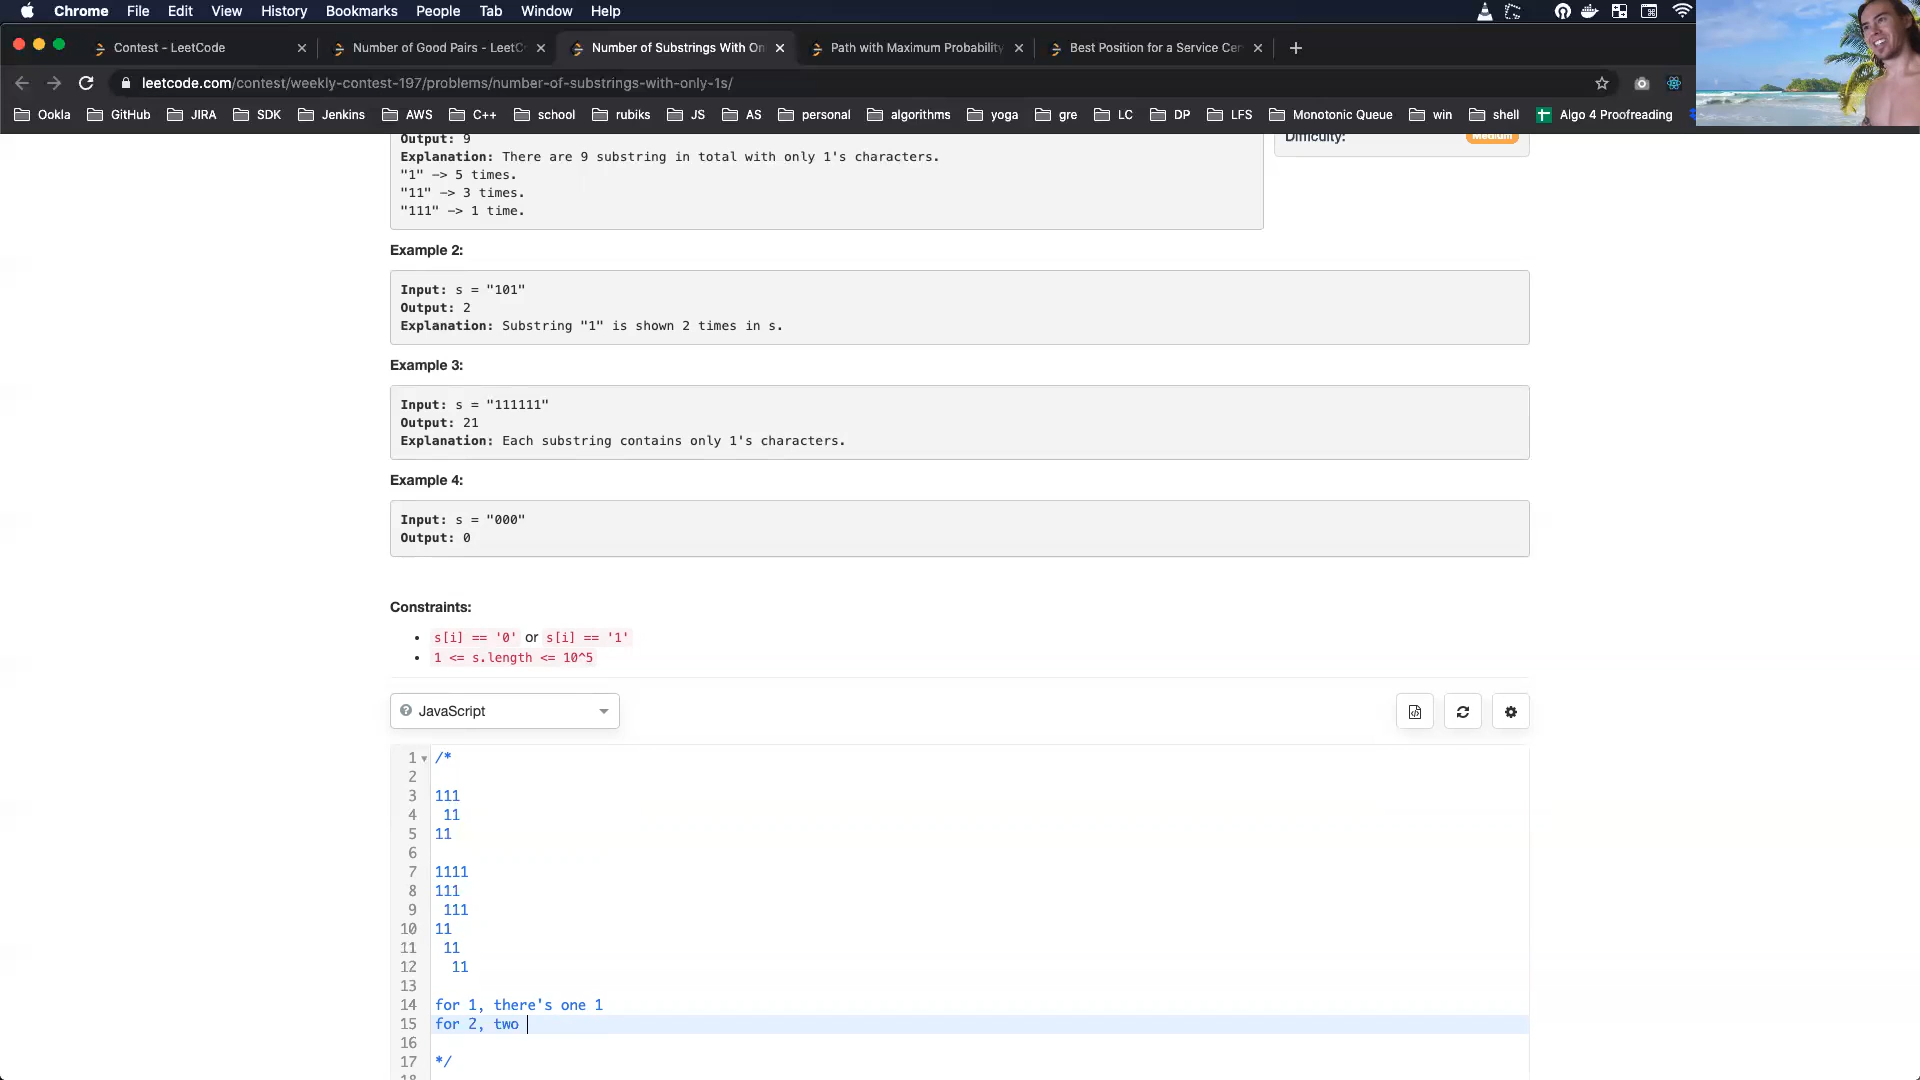 Chrome File Edit View History Bookmarks People Tab Window Help
Contest - LeetCode
Number of Good Pairs - LeetC
Number of Substrings With On
Path with Maximum Probability
Best Position for a Service Cer
leetcode.com/contest/weekly-contest-197/problems/number-of-substrings-with-only-1s/
Ookla GitHub JIRA SDK Jenkins AWS C++ school rubiks JS AS personal algorithms yoga gre LC DP LFS Monotonic Queue win shell Algo 4 Proofreading
Output: 9
Explanation: There are 9 substring in total with only 1's characters.
"1" -> 5 times.
"11" -> 3 times.
"111" -> 1 time.
Difficulty:
Medium
Example 2:
Input: s = "101"
Output: 2
Explanation: Substring "1" is shown 2 times in s.
Example 3:
Input: s = "111111"
Output: 21
Explanation: Each substring contains only 1's characters.
Example 4:
Input: s = "000"
Output: 0
Constraints:
• s[i] == '0' or s[i] == '1'
• 1 <= s.length <= 10^5
JavaScript
1 /*
2
3 111
4  11
5 11
6
7 1111
8 111
9  111
10 11
11  11
12   11
13
14 for 1, there's one 1
15 for 2, two
16
17 */
18